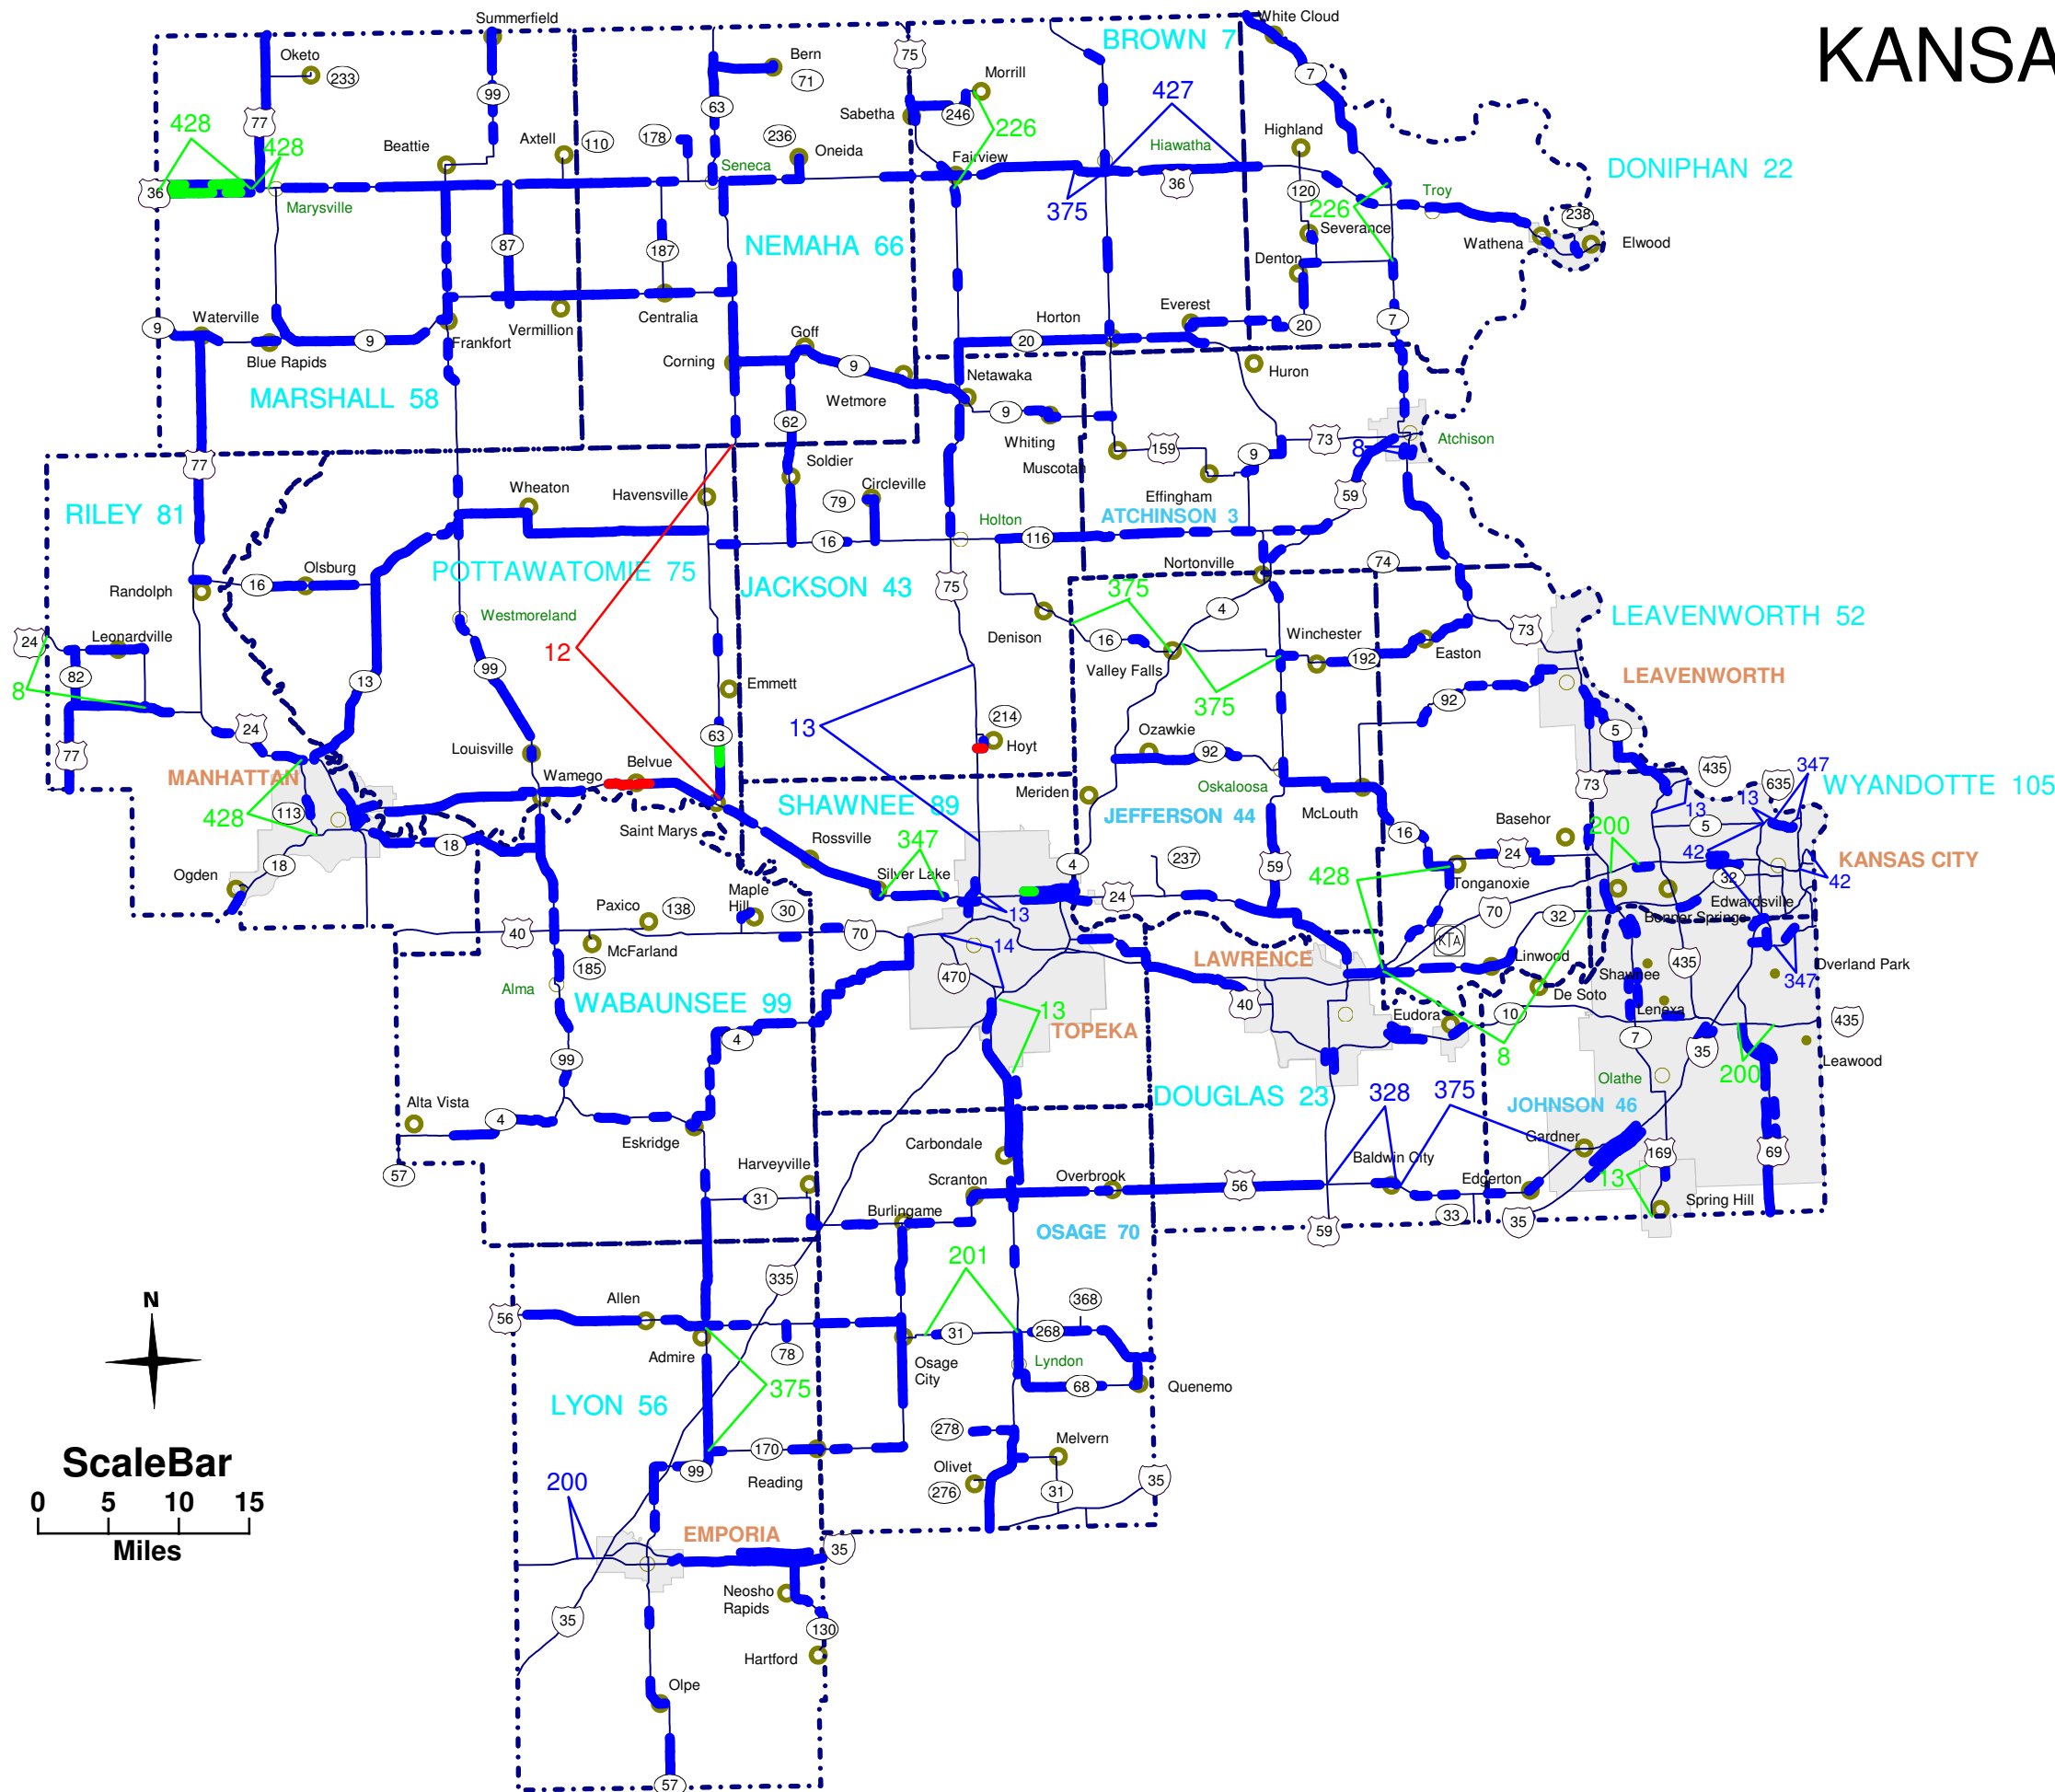 KANSA
Summerfield
White Cloud
BROWN 7
Oketo
233
Bern
71
75
Morrill
7
99
63
77
428
428
Sabetha
246
226
427
Highland
Beattie
Axtell
110
178
236
Oneida
Seneca
Fairview
Hiawatha
DONIPHAN 22
36
Marysville
375
36
120
226
Troy
238
87
187
NEMAHA 66
Severance
Wathena
Elwood
Denton
Waterville
9
Blue Rapids
9
Frankfort
Vermillion
Centralia
Goff
Horton
20
Everest
20
7
Corning
9
Netawaka
Huron
MARSHALL 58
Wetmore
62
9
Whiting
Muscotah
159
9
73
8
Atchison
77
Wheaton
Havensville
Soldier
79
Circleville
Effingham
59
RILEY 81
Holton
ATCHINSON 3
16
116
Olsburg
POTTAWATOMIE 75
JACKSON 43
75
Nortonville
74
Randolph
16
375
4
LEAVENWORTH 52
Westmoreland
Denison
24
Leonardville
12
16
Winchester
73
82
13
99
Valley Falls
192
Easton
LEAVENWORTH
8
Emmett
375
92
13
214
24
Louisville
63
Hoyt
Ozawkie
92
5
77
MANHATTAN
Wamego
Belvue
Oskaloosa
435
347
635
WYANDOTTE 105
73
Meriden
SHAWNEE 89
JEFFERSON 44
McLouth
13
13
428
113
Saint Marys
Rossville
Basehor
200
5
18
347
16
24
42
KANSAS CITY
18
Ogden
Silver Lake
4
237
59
428
Tonganoxie
32
42
Maple
Hill
30
24
Edwardsville
Paxico
138
13
70
32
Bonner Springs
40
McFarland
70
14
KTA
185
LAWRENCE
Linwood
Shawnee
435
Overland Park
347
Alma
WABAUNSEE 99
470
40
De Soto
13
Eudora
10
Lenexa
435
TOPEKA
4
7
99
8
35
Leawood
200
Olathe
DOUGLAS 23
328
375
JOHNSON 46
Alta Vista
4
Eskridge
Carbondale
Gardner
57
Harveyville
Baldwin City
169
69
Scranton
Overbrook
56
Edgerton
13
31
Spring Hill
Burlingame
33
35
OSAGE 70
59
201
335
Allen
368
56
31
268
Admire
78
Osage
City
Lyndon
375
68
Quenemo
LYON 56
278
Melvern
170
99
Olivet
35
Reading
276
31
200
EMPORIA
35
Neosho
Rapids
35
130
Hartford
Olpe
57
N
ScaleBar
0 5 10 15
Miles